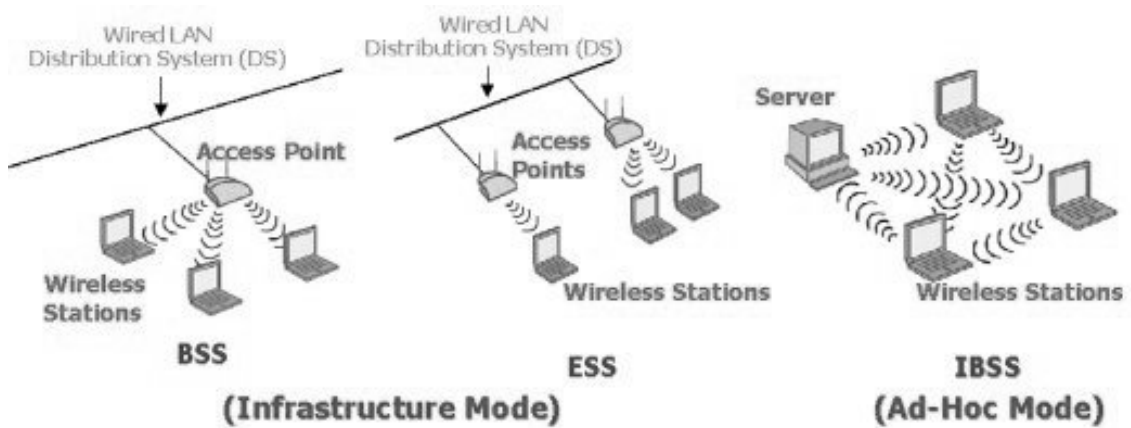 Wired LAN
Distribution System (DS)
Access Point
Wireless
Stations
BSS
Wired LAN
Distribution System (DS)
Access
Points
Wireless Stations
ESS
(Infrastructure Mode)
Server
Wireless Stations
IBSS
(Ad-Hoc Mode)